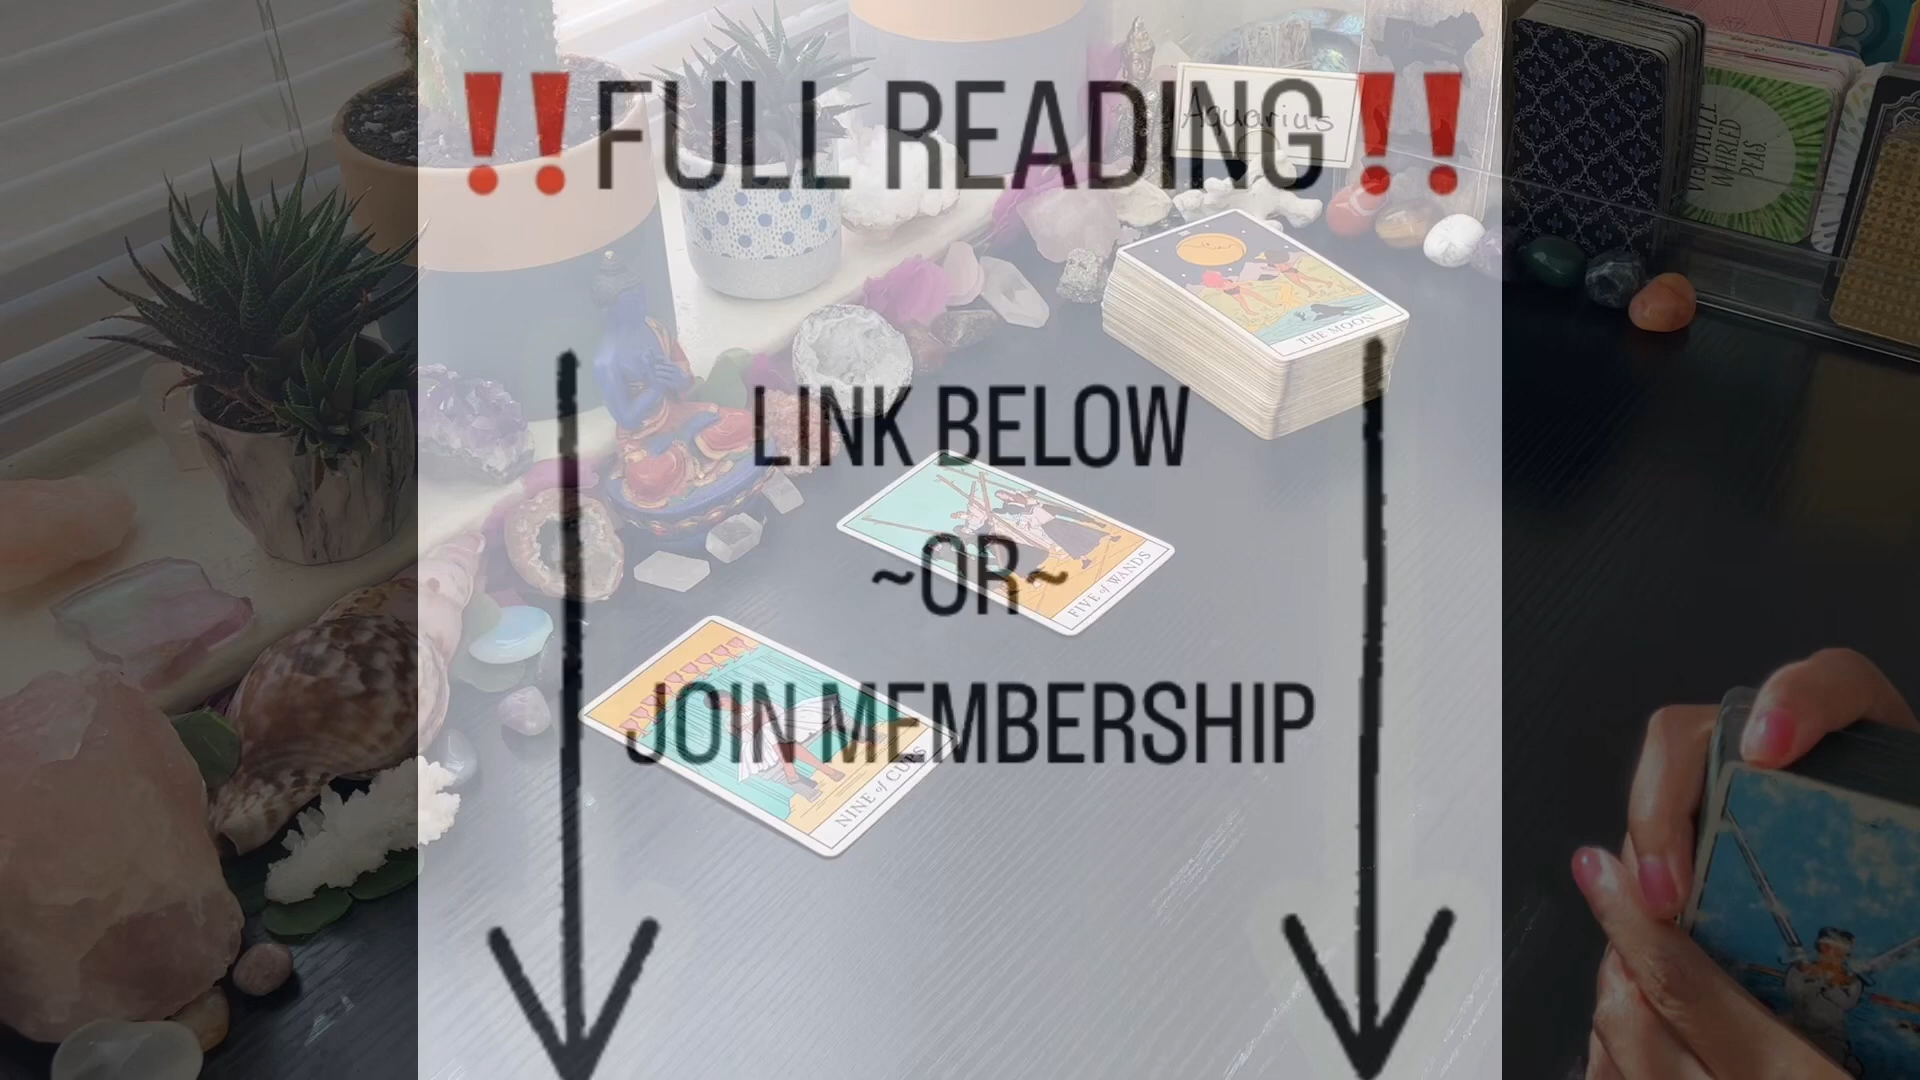 ‼FULL READING‼
Aquarius
VISUALIZE
WHIRLED
PEAS.
THE MOON
LINK BELOW
FIVE of WANDS
~OR~
JOIN MEMBERSHIP
NINE of CUPS